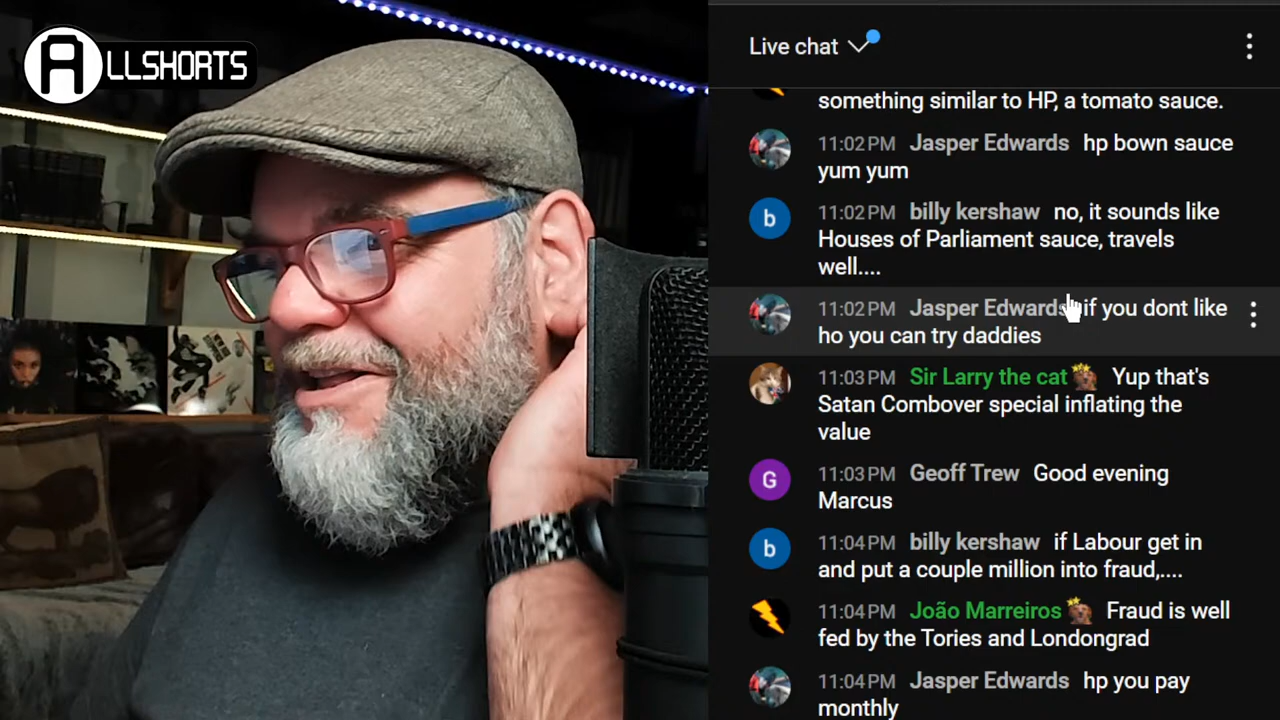 ALLSHORTS
Live chat
something similar to HP, a tomato sauce.
11:02 PM Jasper Edwards hp bown sauce
yum yum
b 11:02 PM billy kershaw no, it sounds like
Houses of Parliament sauce, travels
well....
11:02 PM Jasper Edwards if you dont like
ho you can try daddies
11:03 PM Sir Larry the cat Yup that's
Satan Combover special inflating the
value
G 11:03 PM Geoff Trew Good evening
Marcus
b 11:04 PM billy kershaw if Labour get in
and put a couple million into fraud,....
11:04 PM João Marreiros Fraud is well
fed by the Tories and Londongrad
11:04 PM Jasper Edwards hp you pay
monthly